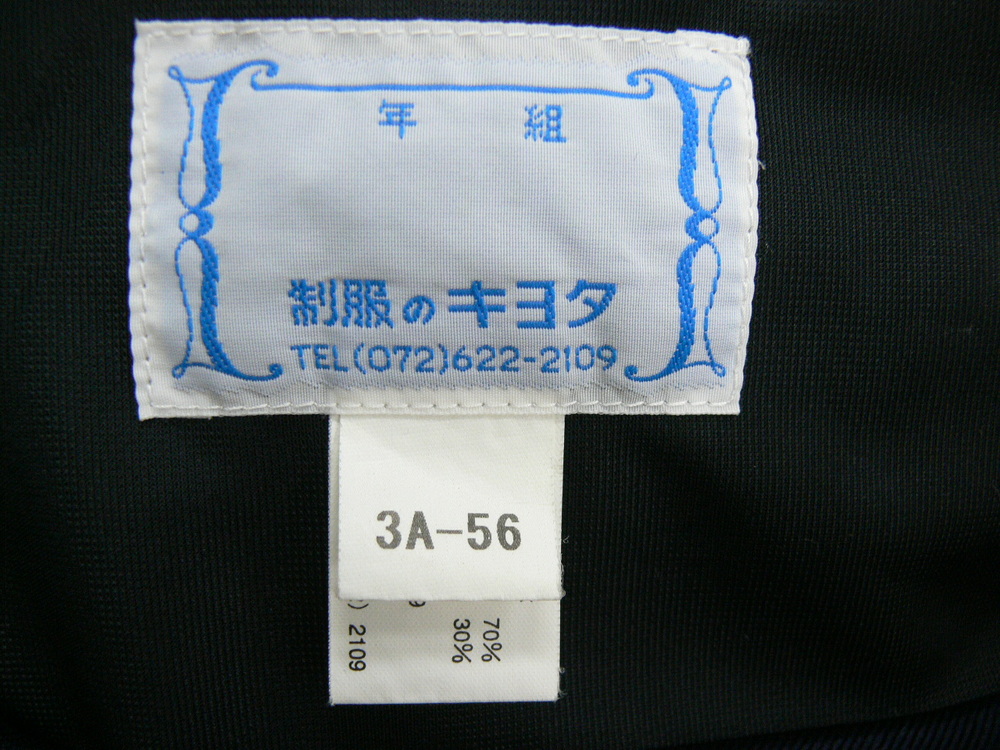 年 組
制服のキヨタ
TEL(072)622-2109
3A-56
70%
30%
) 2109